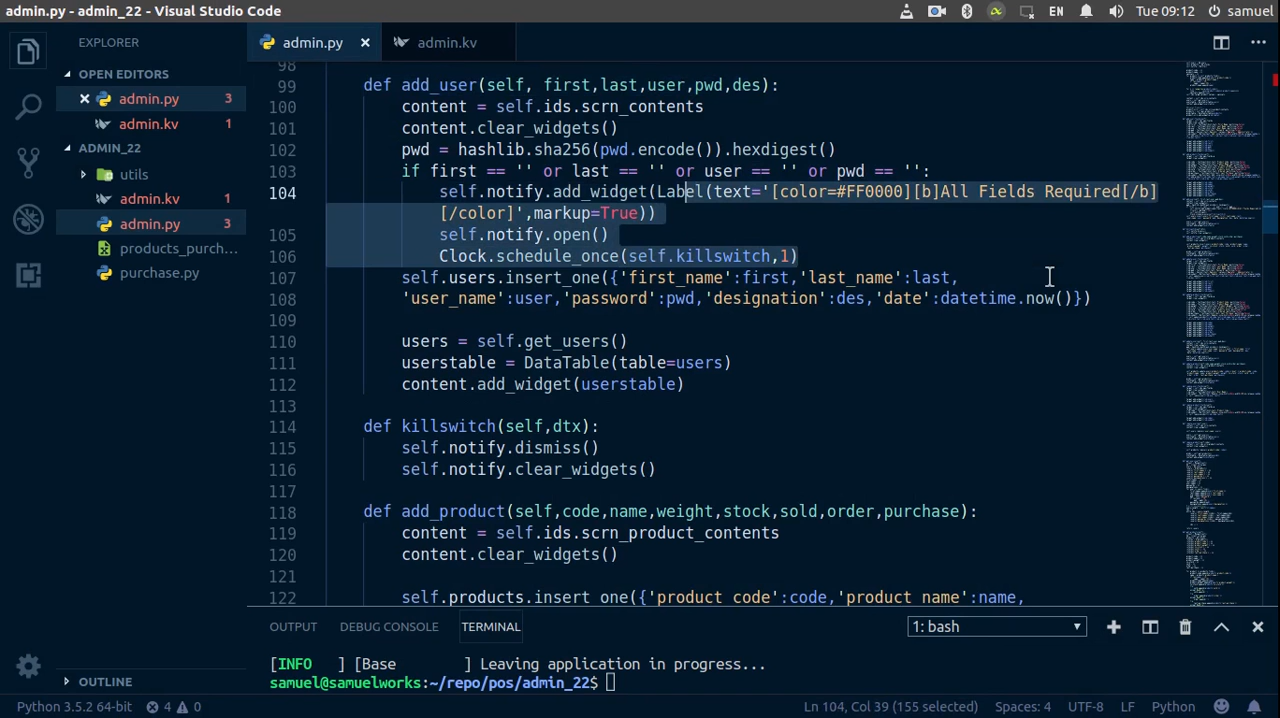 admin.py - admin_22 - Visual Studio Code
EN
Tue 09:12
samuel
EXPLORER
OPEN EDITORS
admin.py 3
admin.kv 1
ADMIN_22
utils
admin.kv 1
admin.py 3
products_purch...
purchase.py
OUTLINE
admin.py
admin.kv
98
99 def add_user(self, first,last,user,pwd,des):
100 content = self.ids.scrn_contents
101 content.clear_widgets()
102 pwd = hashlib.sha256(pwd.encode()).hexdigest()
103 if first == '' or last == '' or user == '' or pwd == '':
104 self.notify.add_widget(Label(text='[color=#FF0000][b]All Fields Required[/b]
[/color]',markup=True))
105 self.notify.open()
106 Clock.schedule_once(self.killswitch,1)
107 self.users.insert_one({'first_name':first,'last_name':last,
108 'user_name':user,'password':pwd,'designation':des,'date':datetime.now()})
109
110 users = self.get_users()
111 userstable = DataTable(table=users)
112 content.add_widget(userstable)
113
114 def killswitch(self,dtx):
115 self.notify.dismiss()
116 self.notify.clear_widgets()
117
118 def add_product(self,code,name,weight,stock,sold,order,purchase):
119 content = self.ids.scrn_product_contents
120 content.clear_widgets()
121
122 self.product.insert_one({'product_code':code,'product_name':name,
OUTPUT DEBUG CONSOLE TERMINAL
1: bash
[INFO ] [Base ] Leaving application in progress...
samuel@samuelworks:~/repo/pos/admin_22$
Python 3.5.2 64-bit 4 0 Ln 104, Col 39 (155 selected) Spaces: 4 UTF-8 LF Python